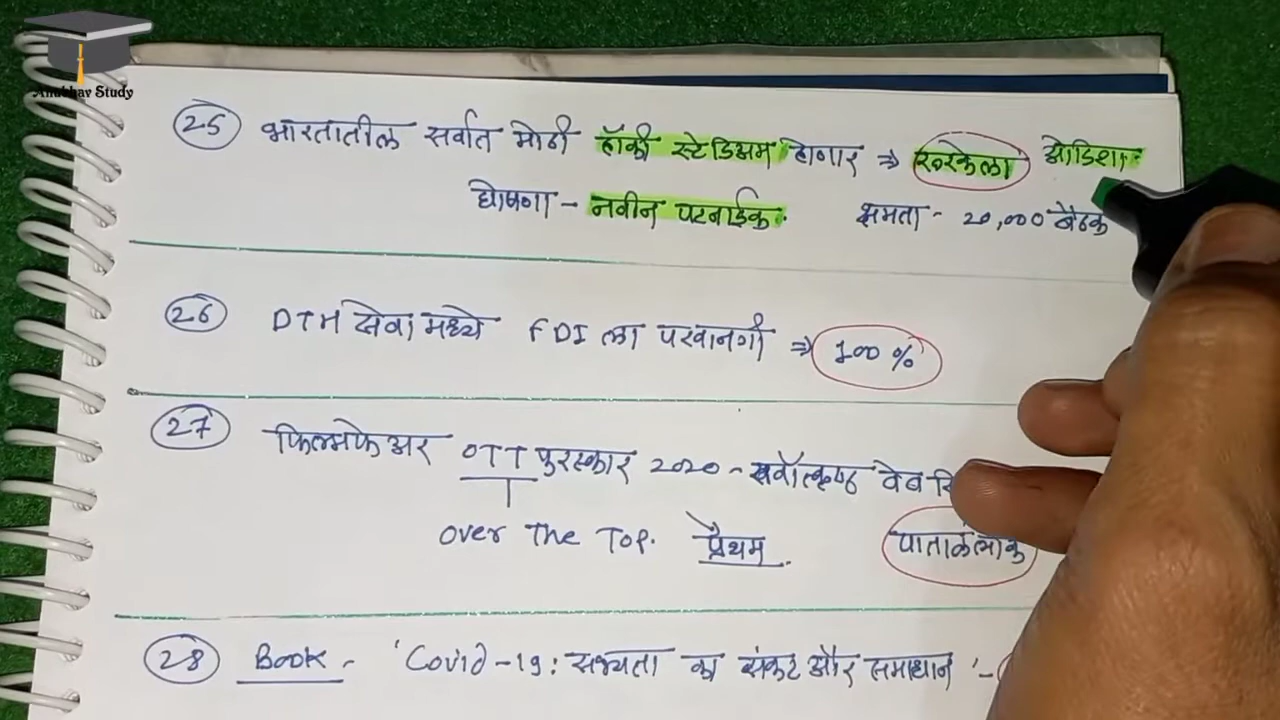 Anubhav Study
25 भारतातील सर्वात मोठी हॉकी स्टेडिअम होणार ⇒ रुरकेला ओडिशा
घोषणा - नवीन पटनाईक. क्षमता - 20,000 बैठक
26 DTH सेवामध्ये FDI ला परवानगी ⇒ 100 %
27 फिल्मफेअर OTT पुरस्कार 2020 - सर्वोत्कृष्ठ वेब
Over The Top. प्रथम. पाताळलोक
28 Book - 'Covid-19: सभ्यता का संकट और समाधान' -